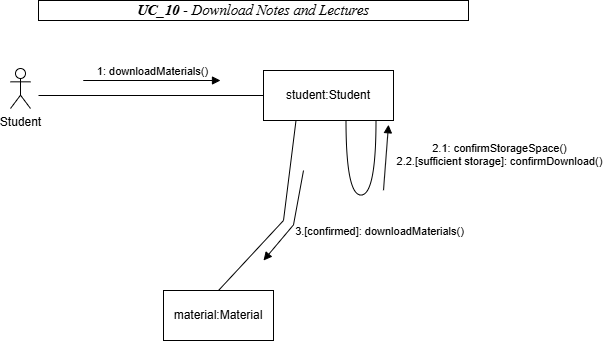 UC_10 - Download Notes and Lectures
1: downloadMaterials()
student:Student
Student
2.1: confirmStorageSpace()
2.2.[sufficient storage]: confirmDownload()
3.[confirmed]: downloadMaterials()
material:Material